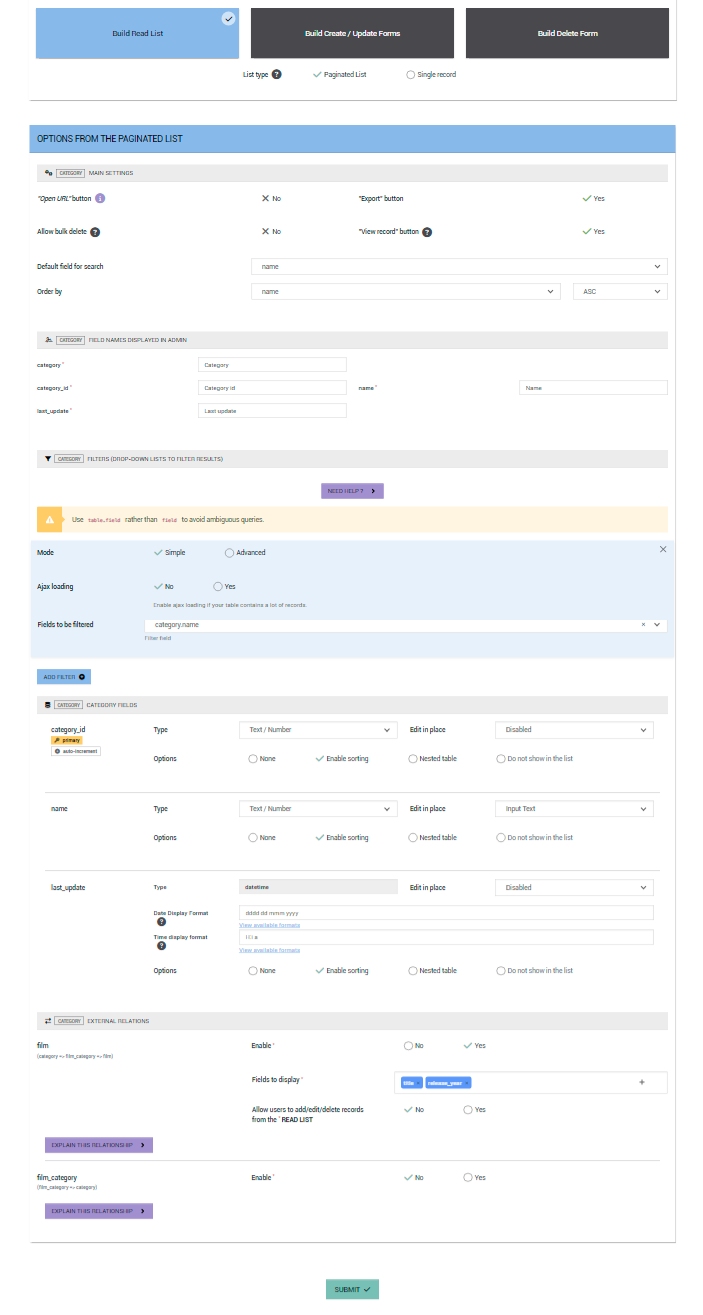 Build Read List
Build Create / Update Forms
Build Delete Form
List type ?
Paginated List
Single record
OPTIONS FROM THE PAGINATED LIST
CATEGORY MAIN SETTINGS
"Open URL" button i
No
"Export" button
Yes
Allow bulk delete ?
No
"View record" button ?
Yes
Default field for search
name
Order by
name
ASC
CATEGORY FIELD NAMES DISPLAYED IN ADMIN
category *
Category
category_id *
Category id
name *
Name
last_update *
Last update
CATEGORY FILTERS (DROP-DOWN LISTS TO FILTER RESULTS)
NEED HELP ?
Use table.field rather than field to avoid ambiguous queries.
Mode
Simple
Advanced
Ajax loading
No
Yes
Enable ajax loading if your table contains a lot of records.
Fields to be filtered
category.name
Filter field
ADD FILTER
CATEGORY CATEGORY FIELDS
category_id
primary
auto-increment
Type
Text / Number
Edit in place
Disabled
Options
None
Enable sorting
Nested table
Do not show in the list
name
Type
Text / Number
Edit in place
Input Text
Options
None
Enable sorting
Nested table
Do not show in the list
last_update
Type
datetime
Edit in place
Disabled
Date Display Format
?
dddd dd mmm yyyy
View available formats
Time display format
?
View available formats
Options
None
Enable sorting
Nested table
Do not show in the list
CATEGORY EXTERNAL RELATIONS
film
(category => film_category => film)
Enable *
No
Yes
Fields to display *
title
release_year
+
Allow users to add/edit/delete records
from the ` READ LIST
No
Yes
EXPLAIN THIS RELATIONSHIP
film_category
(film_category => category)
Enable *
No
Yes
EXPLAIN THIS RELATIONSHIP
SUBMIT